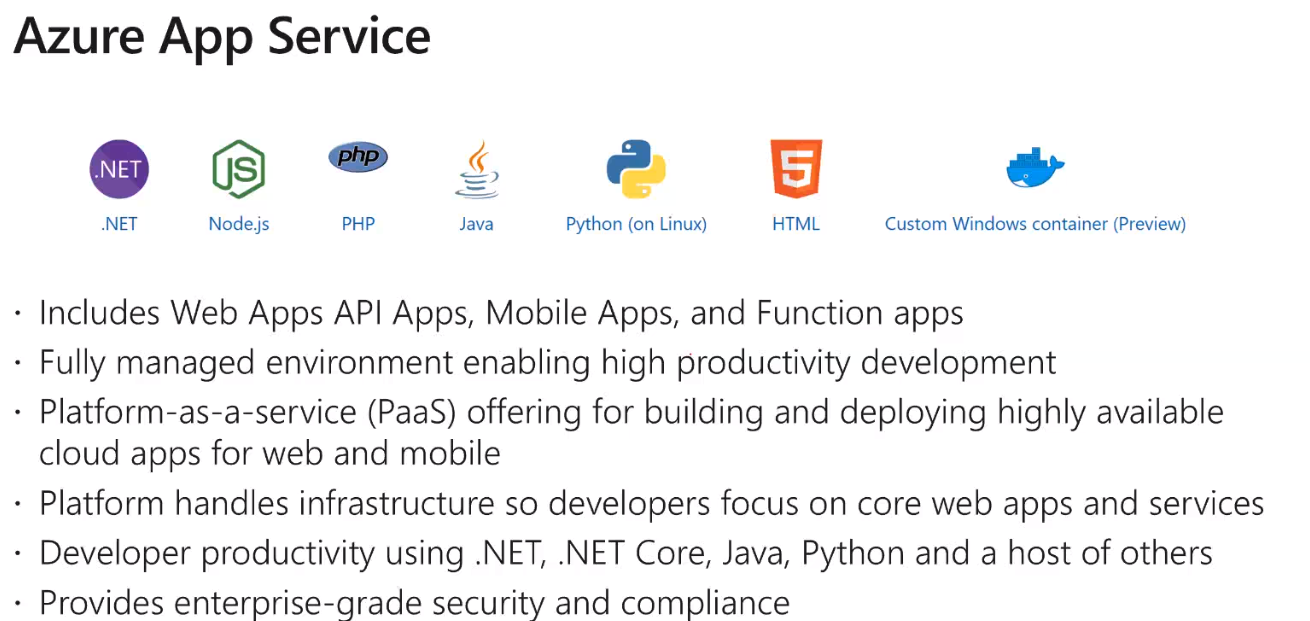 Azure App Service
.NET
JS
php
5
.NET
Node.js
PHP
Java
Python (on Linux)
HTML
Custom Windows container (Preview)
· Includes Web Apps API Apps, Mobile Apps, and Function apps
· Fully managed environment enabling high productivity development
· Platform-as-a-service (PaaS) offering for building and deploying highly available
cloud apps for web and mobile
· Platform handles infrastructure so developers focus on core web apps and services
· Developer productivity using .NET, .NET Core, Java, Python and a host of others
· Provides enterprise-grade security and compliance